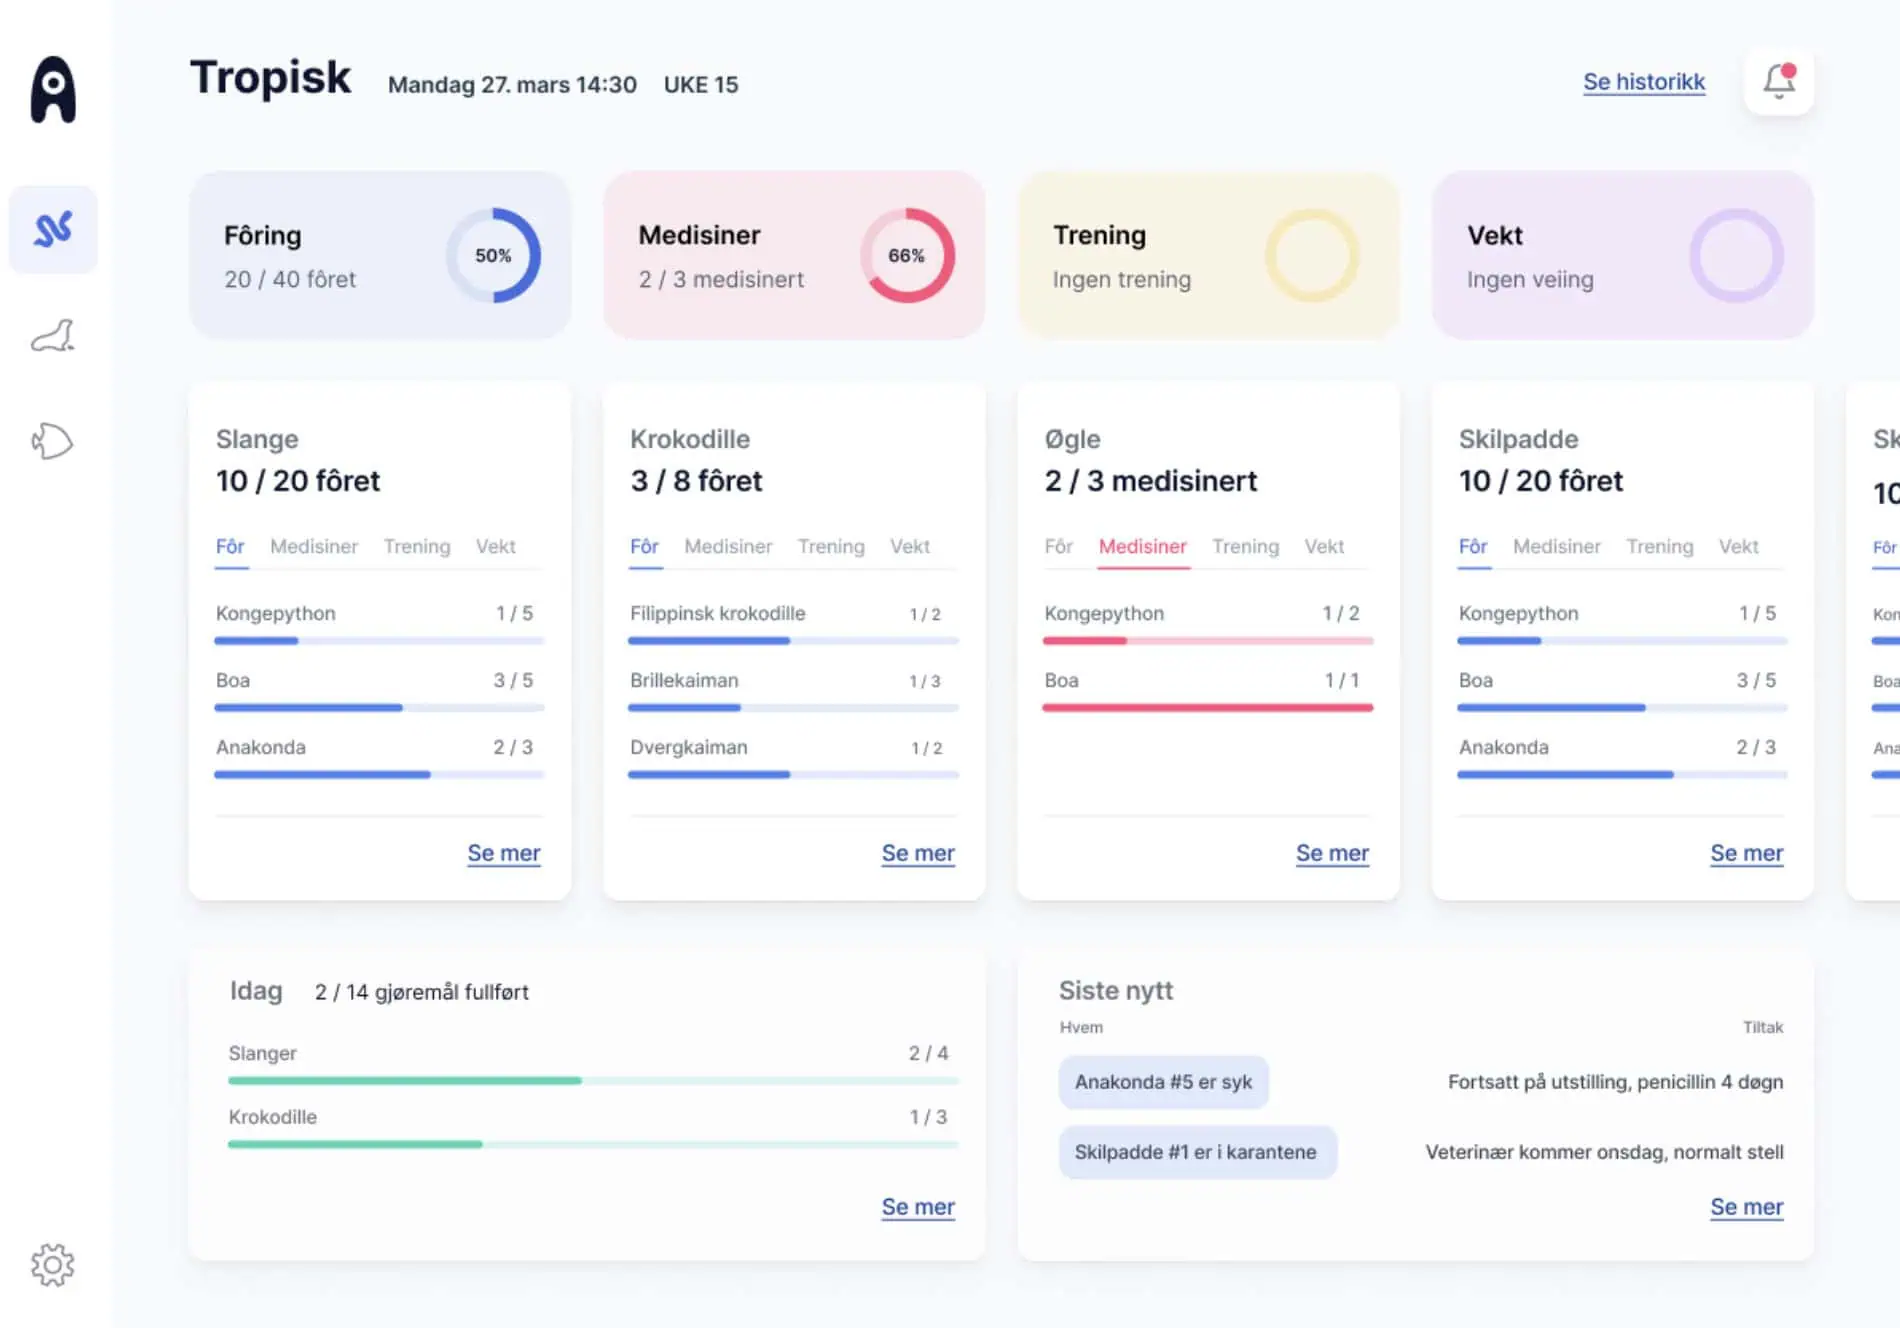 Tropisk Mandag 27. mars 14:30 UKE 15 Se historikk
Fôring
20 / 40 fôret
50%
Medisiner
2 / 3 medisinert
66%
Trening
Ingen trening
Vekt
Ingen veiing
Slange
10 / 20 fôret
Fôr Medisiner Trening Vekt
Kongepython 1 / 5
Boa 3 / 5
Anakonda 2 / 3
Se mer
Krokodille
3 / 8 fôret
Fôr Medisiner Trening Vekt
Filippinsk krokodille 1 / 2
Brillekaiman 1 / 3
Dvergkaiman 1 / 2
Se mer
Øgle
2 / 3 medisinert
Fôr Medisiner Trening Vekt
Kongepython 1 / 2
Boa 1 / 1
Se mer
Skilpadde
10 / 20 fôret
Fôr Medisiner Trening Vekt
Kongepython 1 / 5
Boa 3 / 5
Anakonda 2 / 3
Se mer
Sk
10
Fôr
Kon
Boa
Ana
Idag 2 / 14 gjøremål fullført
Slanger 2 / 4
Krokodille 1 / 3
Se mer
Siste nytt
Hvem Tiltak
Anakonda #5 er syk Fortsatt på utstilling, penicillin 4 døgn
Skilpadde #1 er i karantene Veterinær kommer onsdag, normalt stell
Se mer